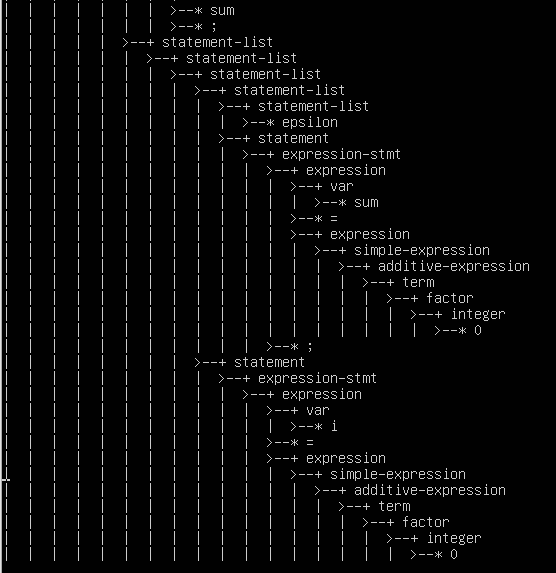 >--* sum
>--* ;
>--+ statement-list
| >--+ statement-list
| | >--+ statement-list
| | | >--+ statement-list
| | | | >--+ statement-list
| | | | | >--* epsilon
| | | | >--+ statement
| | | | | >--+ expression-stmt
| | | | | | >--+ expression
| | | | | | | >--+ var
| | | | | | | | >--* sum
| | | | | | | >--* =
| | | | | | | >--+ expression
| | | | | | | | >--+ simple-expression
| | | | | | | | | >--+ additive-expression
| | | | | | | | | | >--+ term
| | | | | | | | | | | >--+ factor
| | | | | | | | | | | | >--+ integer
| | | | | | | | | | | | | >--* 0
| | | | | | >--* ;
| | | >--+ statement
| | | | >--+ expression-stmt
| | | | | >--+ expression
| | | | | | >--+ var
| | | | | | | >--* i
| | | | | | >--* =
| | | | | | >--+ expression
| | | | | | | >--+ simple-expression
| | | | | | | | >--+ additive-expression
| | | | | | | | | >--+ term
| | | | | | | | | | >--+ factor
| | | | | | | | | | | >--+ integer
| | | | | | | | | | | | >--* 0